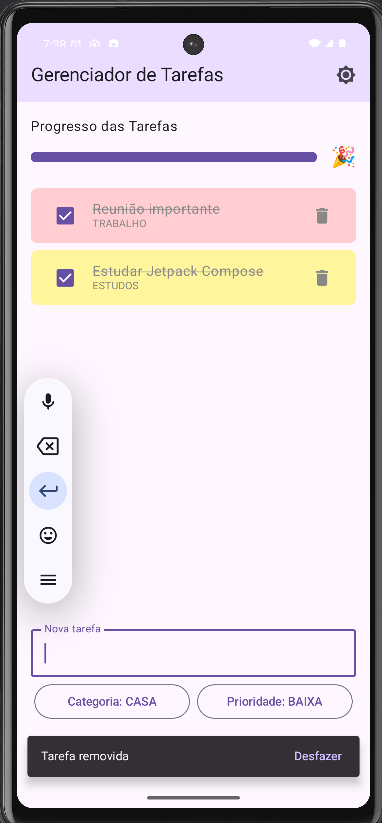 7:38
Gerenciador de Tarefas
Progresso das Tarefas
Reunião importante
TRABALHO
Estudar Jetpack Compose
ESTUDOS
Nova tarefa
Categoria: CASA
Prioridade: BAIXA
Tarefa removida
Desfazer